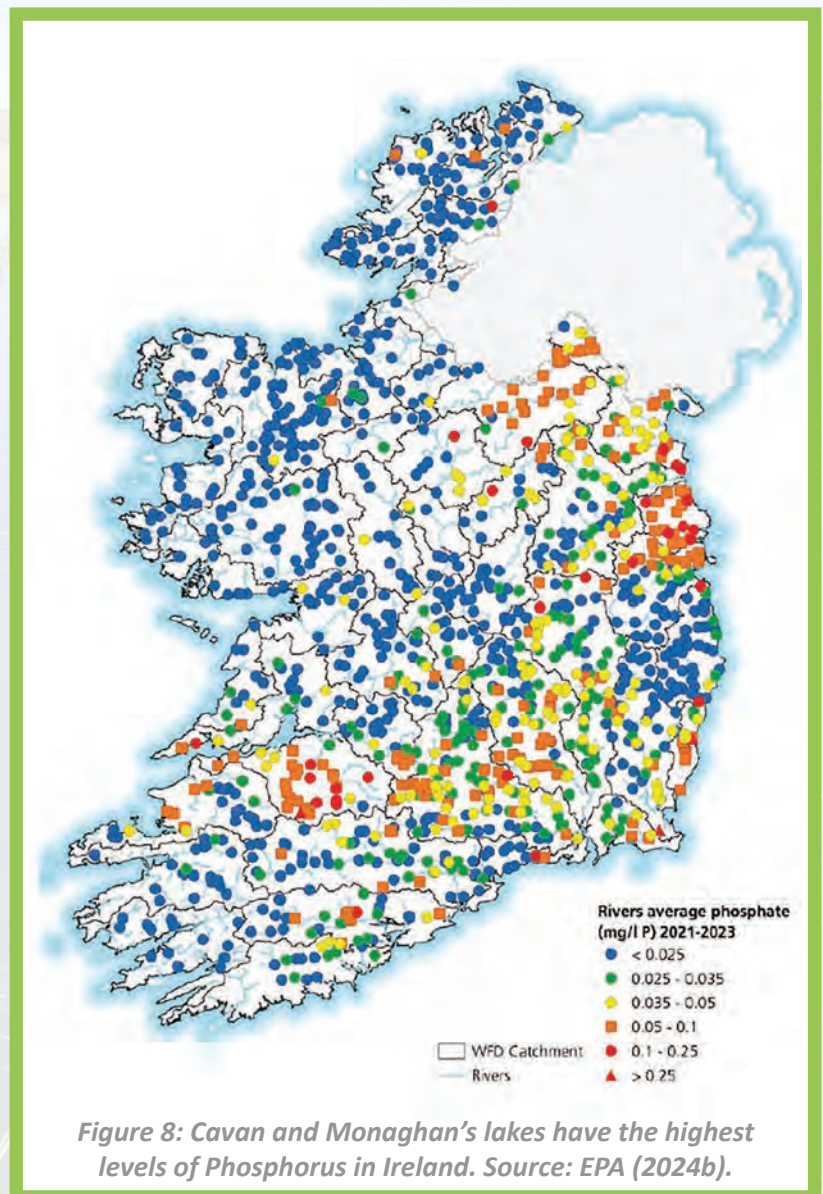 Rivers average phosphate
(mg/l P) 2021-2023
< 0.025
0.025 - 0.035
0.035 - 0.05
0.05 - 0.1
0.1 - 0.25
> 0.25
WFD Catchment
Rivers
Figure 8: Cavan and Monaghan's lakes have the highest
levels of Phosphorus in Ireland. Source: EPA (2024b).